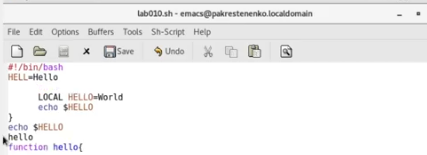 lab010.sh - emacs@pakrestenenko.localdomain
File Edit Options Buffers Tools Sh-Script Help
Save Undo
#!/bin/bash
HELL=Hello
LOCAL HELLO=World
echo $HELLO
}
echo $HELLO
hello
function hello{